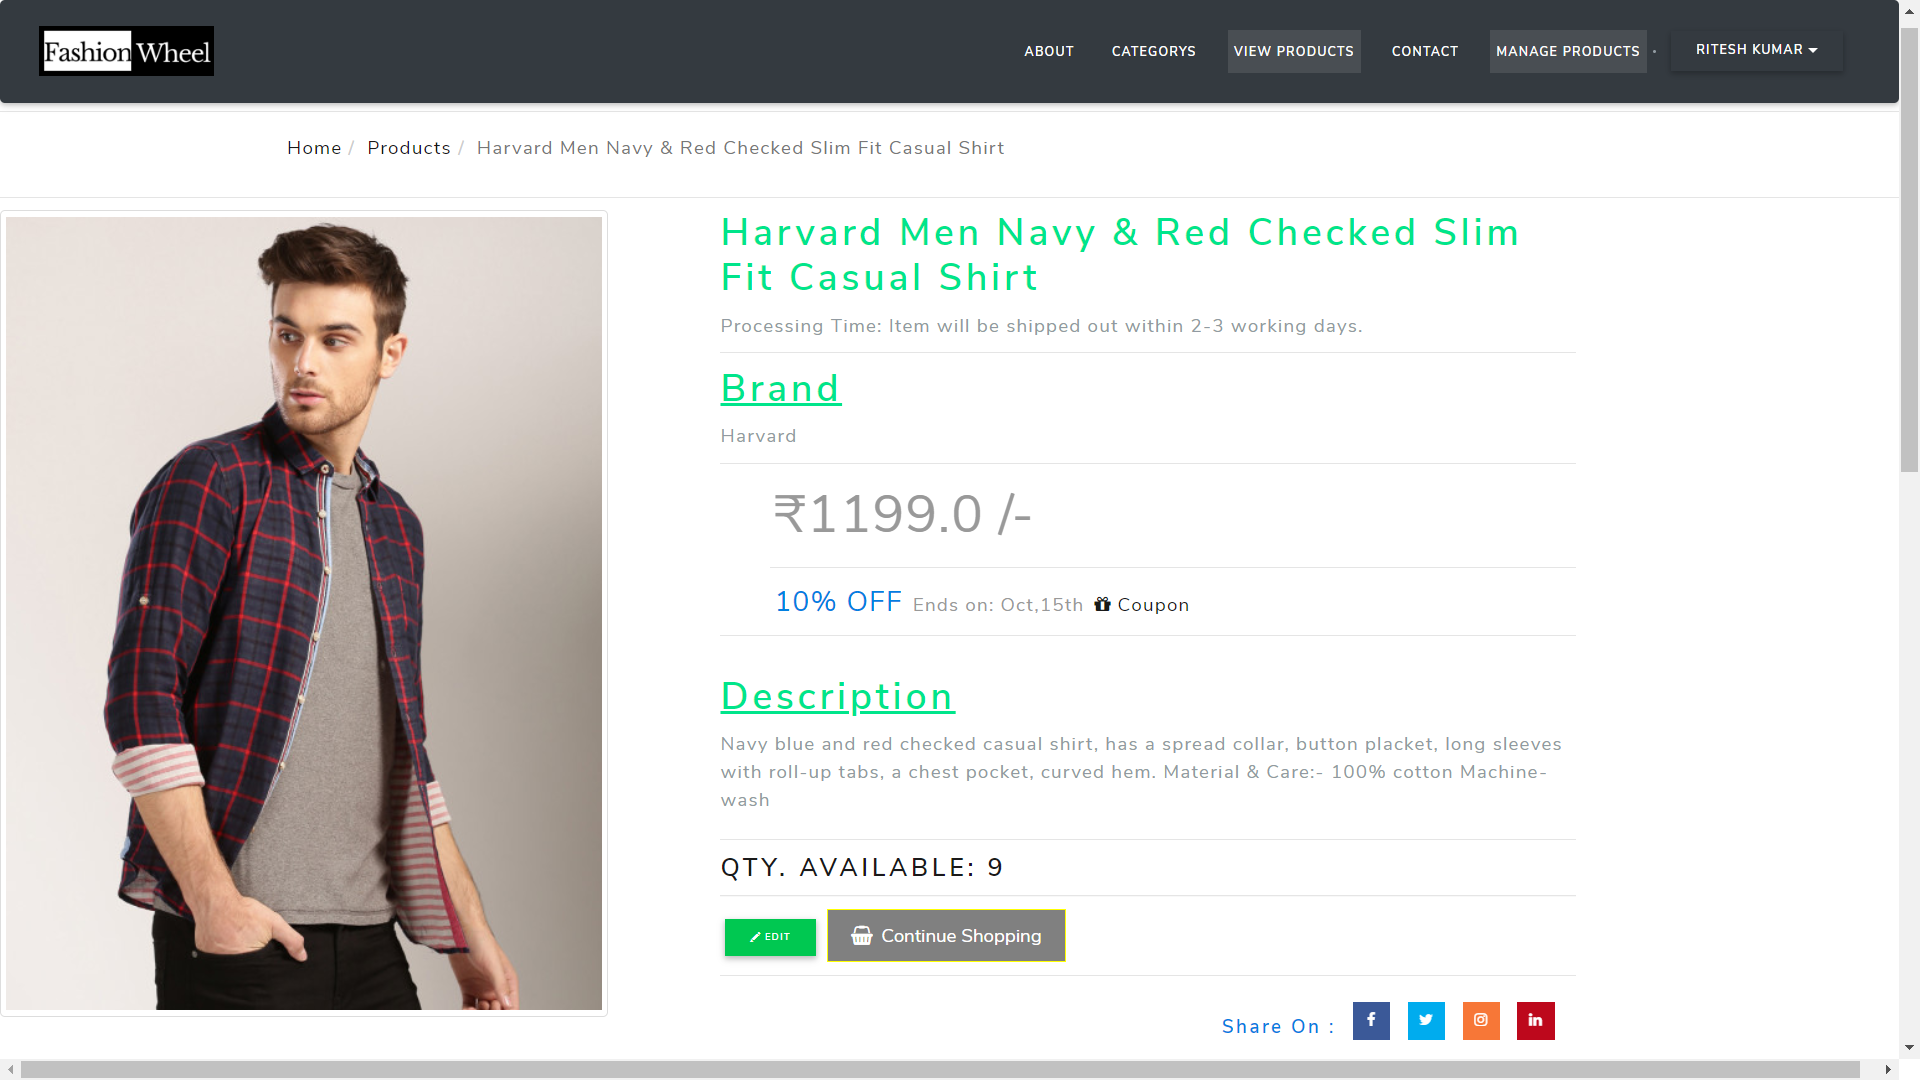 Fashion Wheel
ABOUT
CATEGORYS
VIEW PRODUCTS
CONTACT
MANAGE PRODUCTS
RITESH KUMAR
Home / Products / Harvard Men Navy & Red Checked Slim Fit Casual Shirt
Harvard Men Navy & Red Checked Slim
Fit Casual Shirt
Processing Time: Item will be shipped out within 2-3 working days.
Brand
Harvard
₹1199.0 /-
10% OFF Ends on: Oct,15th Coupon
Description
Navy blue and red checked casual shirt, has a spread collar, button placket, long sleeves
with roll-up tabs, a chest pocket, curved hem. Material & Care:- 100% cotton Machine-
wash
QTY. AVAILABLE: 9
EDIT
Continue Shopping
Share On :